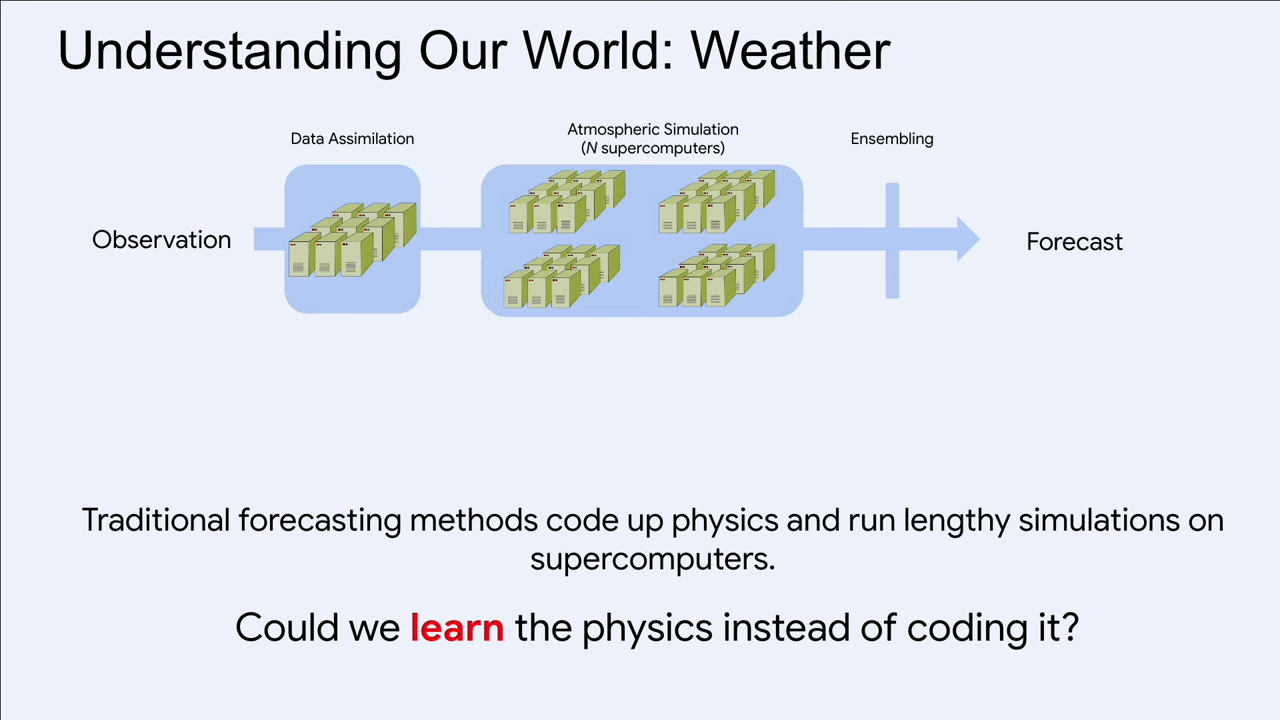 Understanding Our World: Weather
Data Assimilation
Atmospheric Simulation
(N supercomputers)
Ensembling
Observation
Forecast
Traditional forecasting methods code up physics and run lengthy simulations on
supercomputers.
Could we learn the physics instead of coding it?